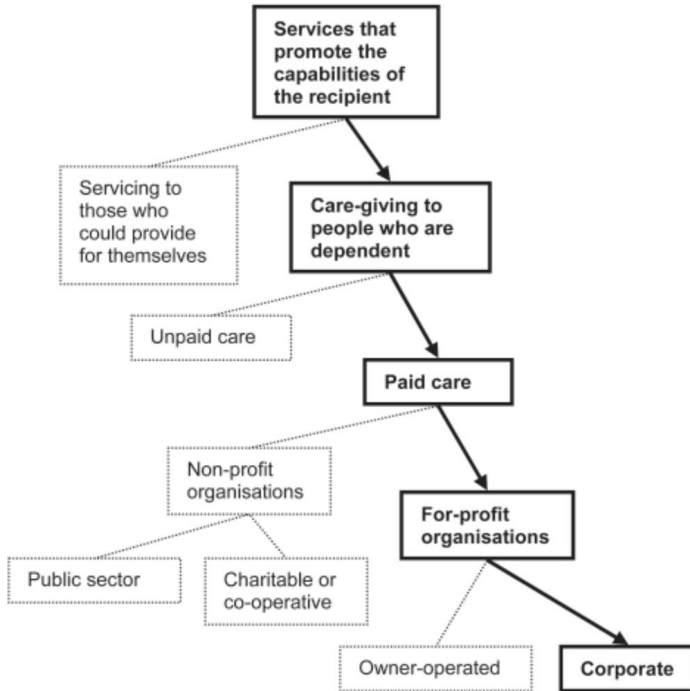 Services that
promote the
capabilities of
the recipient
Servicing to
those who
could provide
for themselves
Care-giving to
people who are
dependent
Unpaid care
Paid care
Non-profit
organisations
For-profit
organisations
Public sector
Charitable or
co-operative
Owner-operated
Corporate